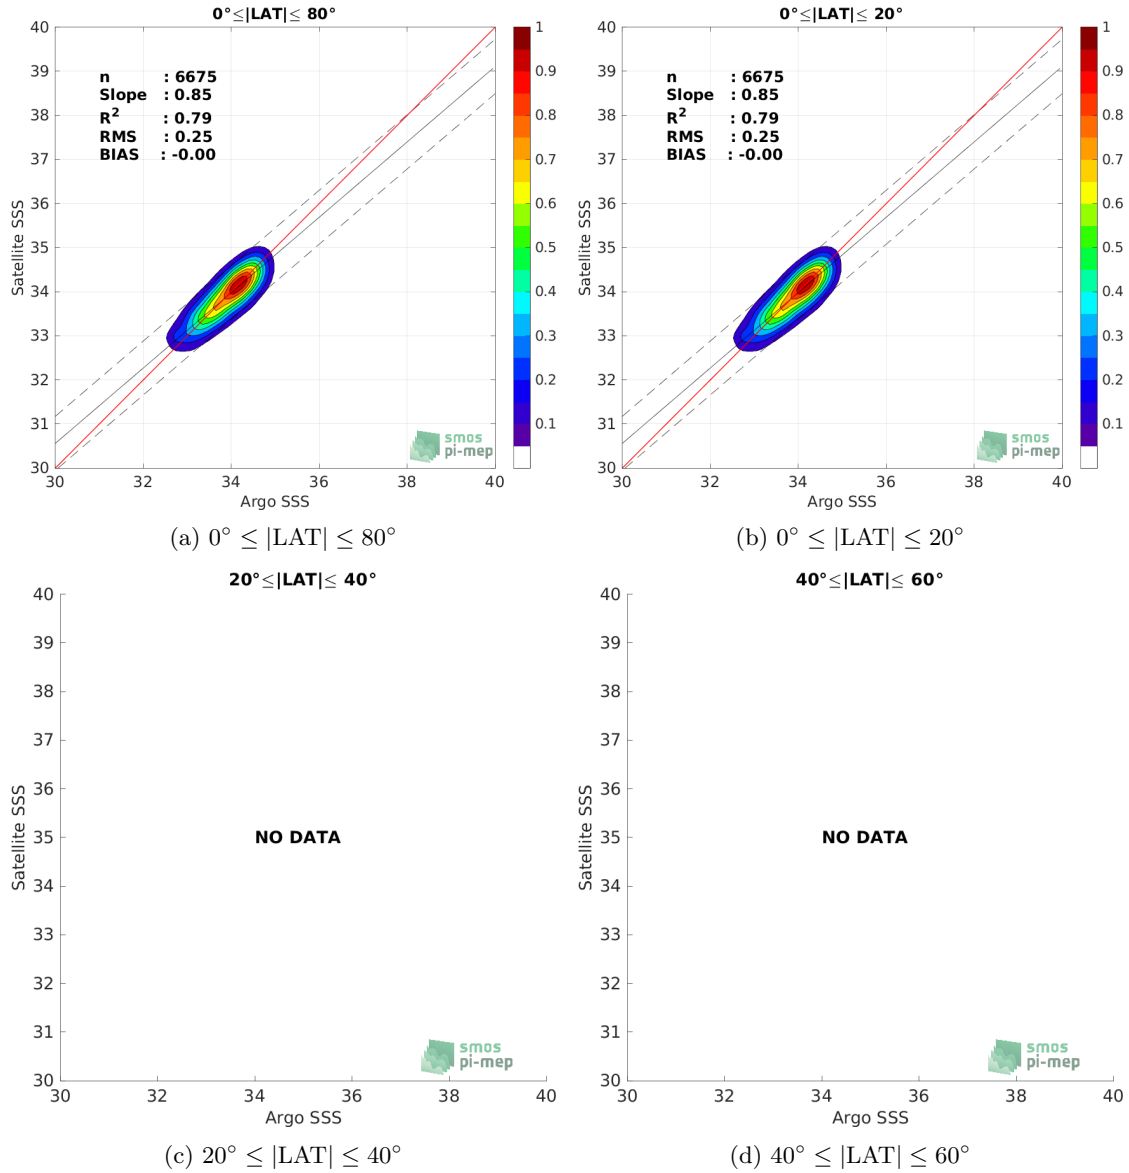 0°≤|LAT|≤ 80°
40
39
38
37
36
35
34
33
32
31
30
Satellite SSS
n : 6675
Slope : 0.85
R² : 0.79
RMS : 0.25
BIAS : -0.00
smos
pi-mep
30 32 34 36 38 40
Argo SSS
1
0.9
0.8
0.7
0.6
0.5
0.4
0.3
0.2
0.1
(a) 0° ≤ |LAT| ≤ 80°
0°≤|LAT|≤ 20°
40
39
38
37
36
35
34
33
32
31
30
Satellite SSS
n : 6675
Slope : 0.85
R² : 0.79
RMS : 0.25
BIAS : -0.00
smos
pi-mep
30 32 34 36 38 40
Argo SSS
1
0.9
0.8
0.7
0.6
0.5
0.4
0.3
0.2
0.1
(b) 0° ≤ |LAT| ≤ 20°
20°≤|LAT|≤ 40°
40
39
38
37
36
35
34
33
32
31
30
Satellite SSS
NO DATA
smos
pi-mep
30 32 34 36 38 40
Argo SSS
(c) 20° ≤ |LAT| ≤ 40°
40°≤|LAT|≤ 60°
40
39
38
37
36
35
34
33
32
31
30
Satellite SSS
NO DATA
smos
pi-mep
30 32 34 36 38 40
Argo SSS
(d) 40° ≤ |LAT| ≤ 60°